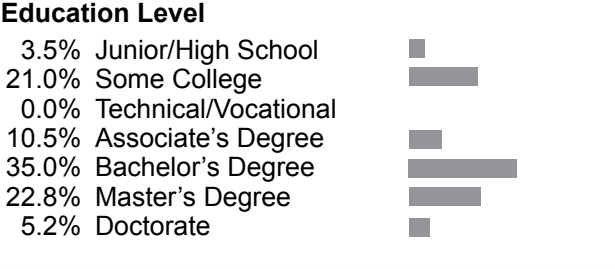 Education Level
3.5% Junior/High School
21.0% Some College
0.0% Technical/Vocational
10.5% Associate’s Degree
35.0% Bachelor’s Degree
22.8% Master’s Degree
5.2% Doctorate